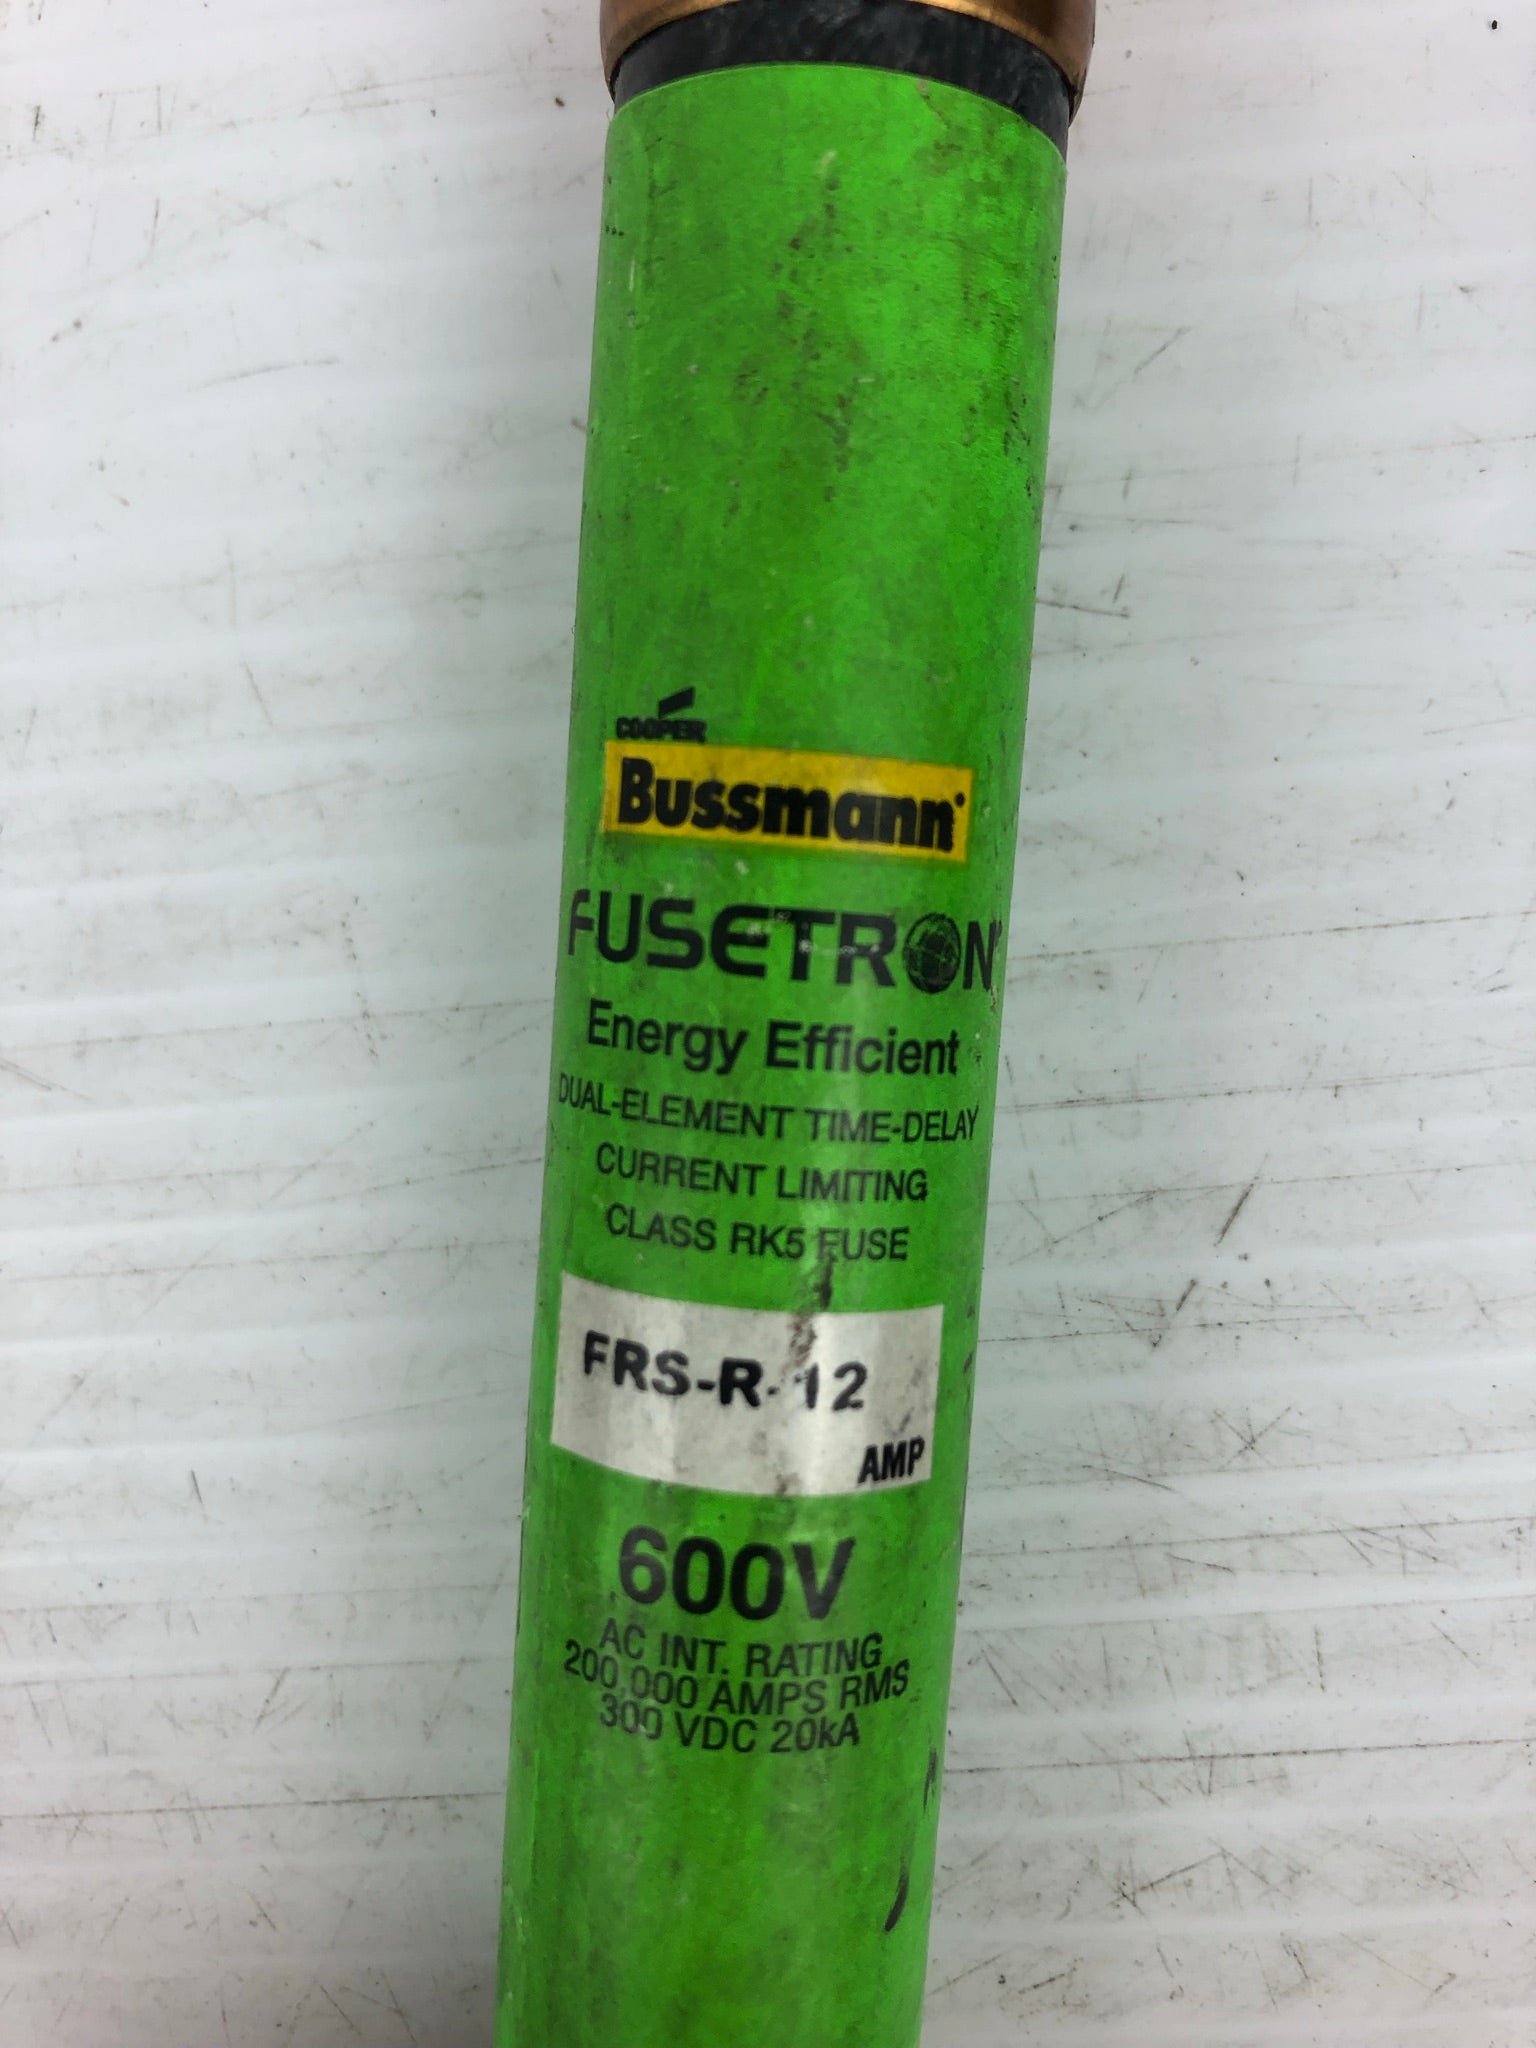 COOPER
Bussmann
FUSETRON
Energy Efficient
DUAL-ELEMENT TIME-DELAY
CURRENT LIMITING
CLASS RK5 FUSE
FRS-R-12
AMP
600V
AC INT. RATING
200,000 AMPS RMS
300 VDC 20kA